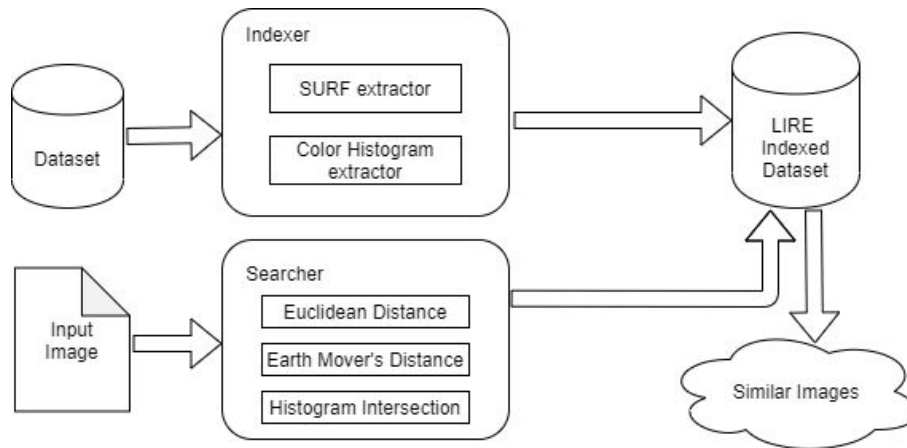 Indexer
SURF extractor
Color Histogram
extractor
Dataset
LIRE
Indexed
Dataset
Searcher
Euclidean Distance
Earth Mover's Distance
Histogram Intersection
Input
Image
Similar Images